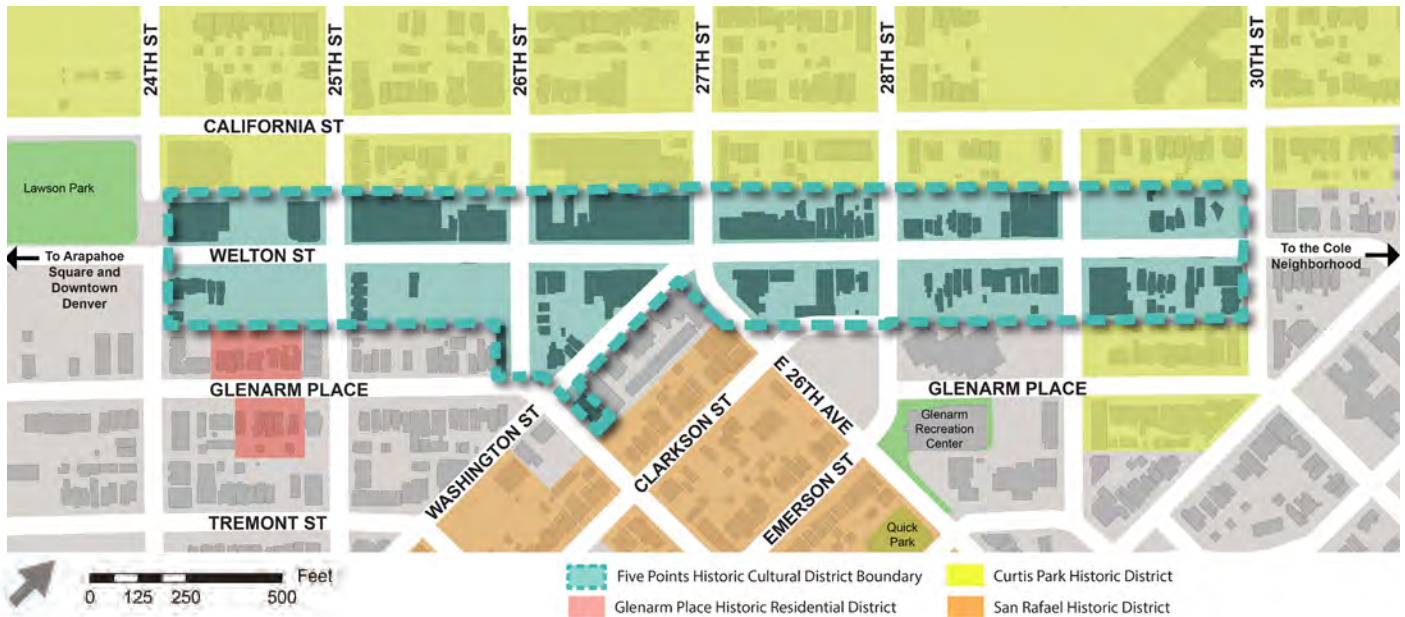 24TH ST
25TH ST
26TH ST
27TH ST
28TH ST
30TH ST
CALIFORNIA ST
Lawson Park
WELTON ST
To Arapahoe
Square and
Downtown
Denver
To the Cole
Neighborhood
GLENARM PLACE
GLENARM PLACE
E 26TH AVE
WASHINGTON ST
CLARKSON ST
EMERSON ST
Glenarm
Recreation
Center
TREMONT ST
Quick
Park
Feet
0 125 250 500
Five Points Historic Cultural District Boundary
Curtis Park Historic District
Glenarm Place Historic Residential District
San Rafael Historic District